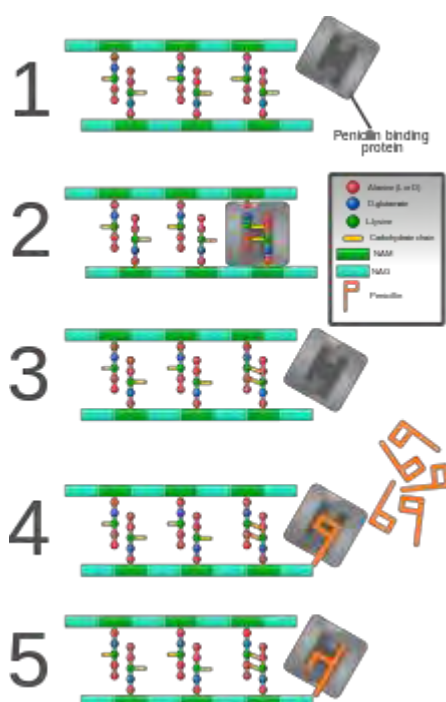 1
Penicillin binding
protein
2
Alanine (L or D)
D-glutamate
L-lysine
Carbohydrate chain
NAM
NAG
Penicillin
3
4
5